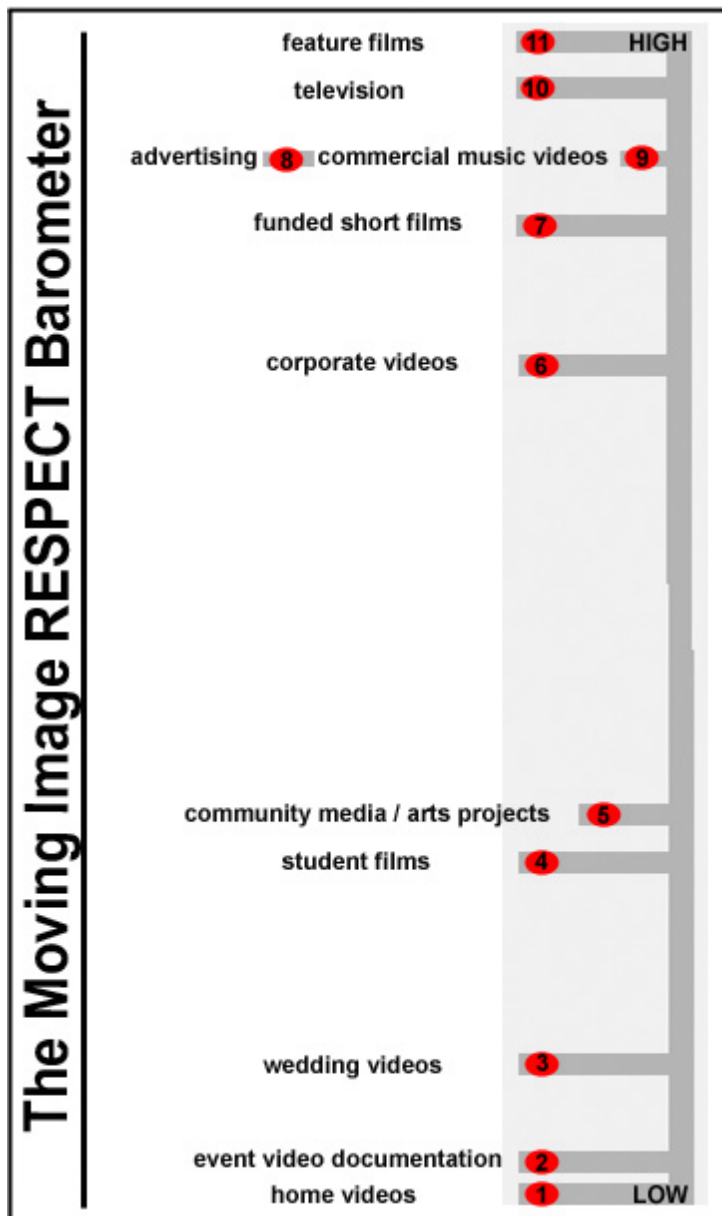 The Moving Image RESPECT Barometer
feature films 11 HIGH
television 10
advertising 8 commercial music videos 9
funded short films 7
corporate videos 6
community media / arts projects 5
student films 4
wedding videos 3
event video documentation 2
home videos 1 LOW